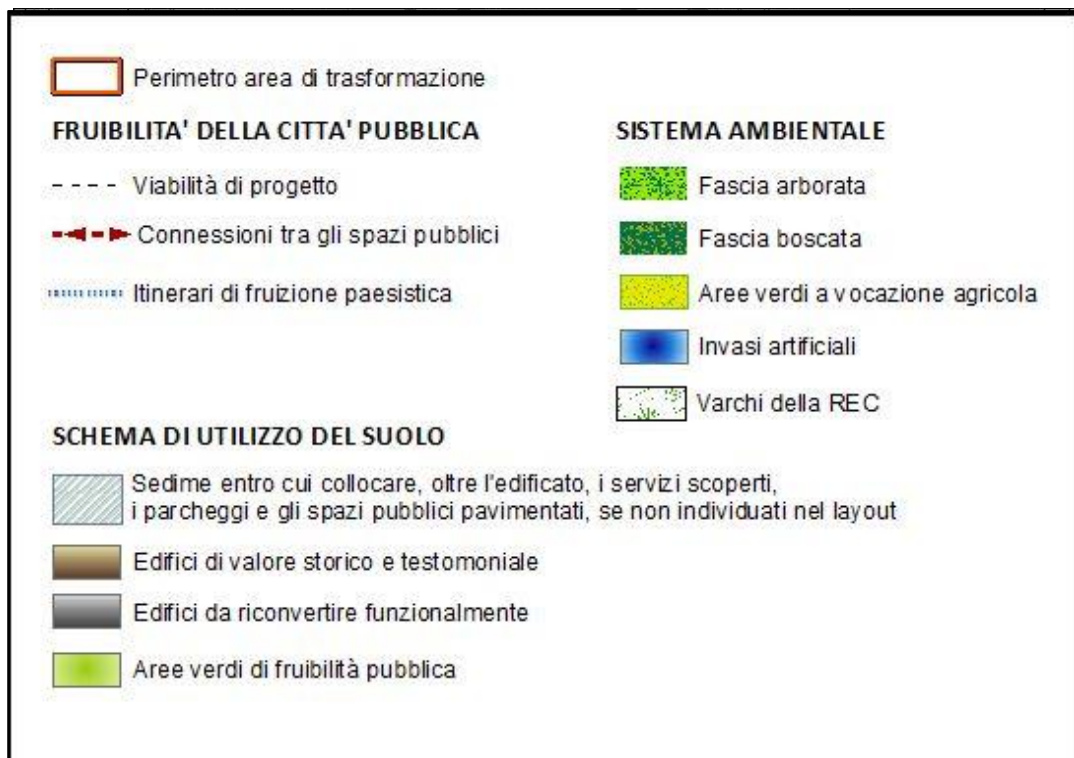 Perimetro area di trasformazione
FRUIBILITA' DELLA CITTA' PUBBLICA
Viabilità di progetto
Connessioni tra gli spazi pubblici
Itinerari di fruizione paesistica
SISTEMA AMBIENTALE
Fascia arborata
Fascia boscata
Aree verdi a vocazione agricola
Invasi artificiali
Varchi della REC
SCHEMA DI UTILIZZO DEL SUOLO
Sedime entro cui collocare, oltre l'edificato, i servizi scoperti,
i parcheggi e gli spazi pubblici pavimentati, se non individuati nel layout
Edifici di valore storico e testomoniale
Edifici da riconvertire funzionalmente
Aree verdi di fruibilità pubblica